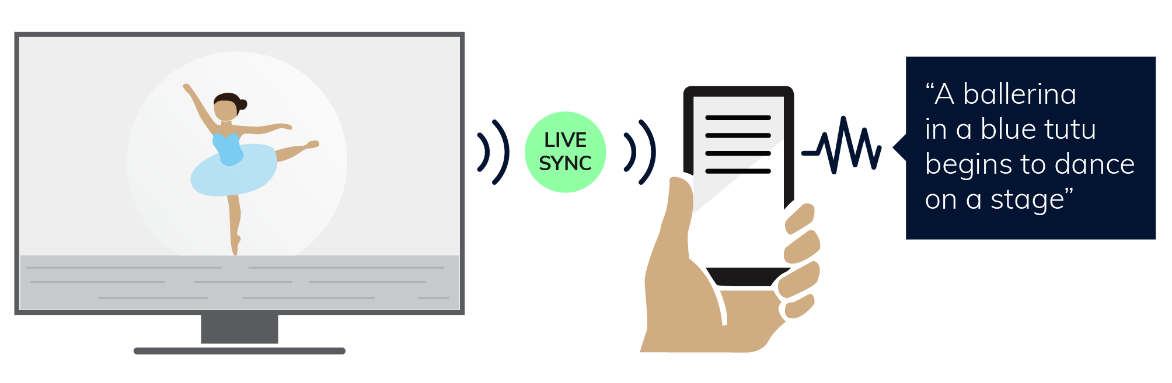 LIVE
SYNC
“A ballerina
in a blue tutu
begins to dance
on a stage”